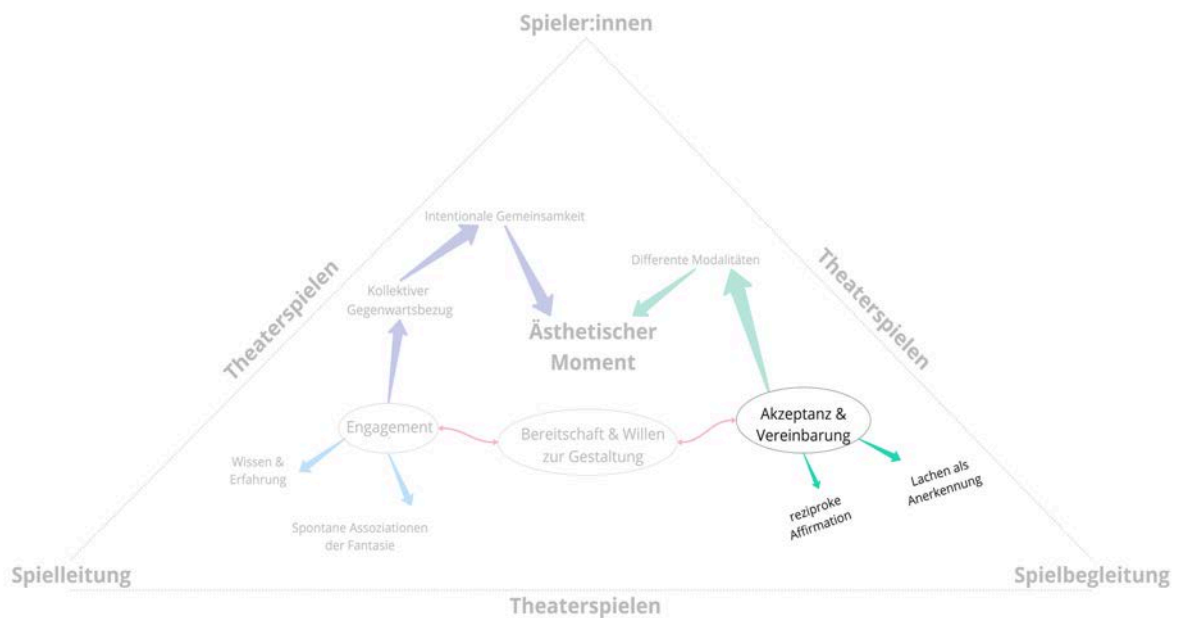 Spieler:innen
Intentionale Gemeinsamkeit
Theaterspielen
Kollektiver
Gegenwartsbezug
Differente Modalitäten
Theaterspielen
Ästhetischer
Moment
Engagement
Bereitschaft & Willen
zur Gestaltung
Akzeptanz &
Vereinbarung
Wissen &
Erfahrung
Spontane Assoziationen
der Fantasie
reziproke
Affirmation
Lachen als
Anerkennung
Spielleitung
Theaterspielen
Spielbegleitung